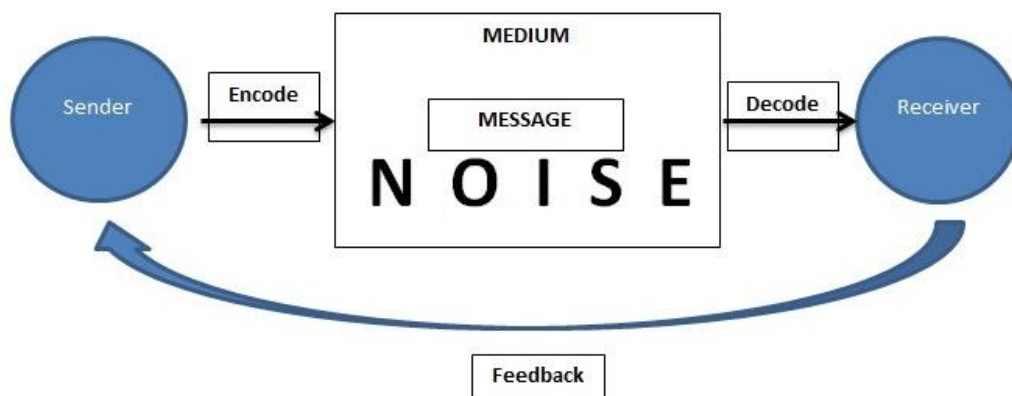 MEDIUM
Sender
Encode
MESSAGE
Decode
Receiver
N O I S E
Feedback